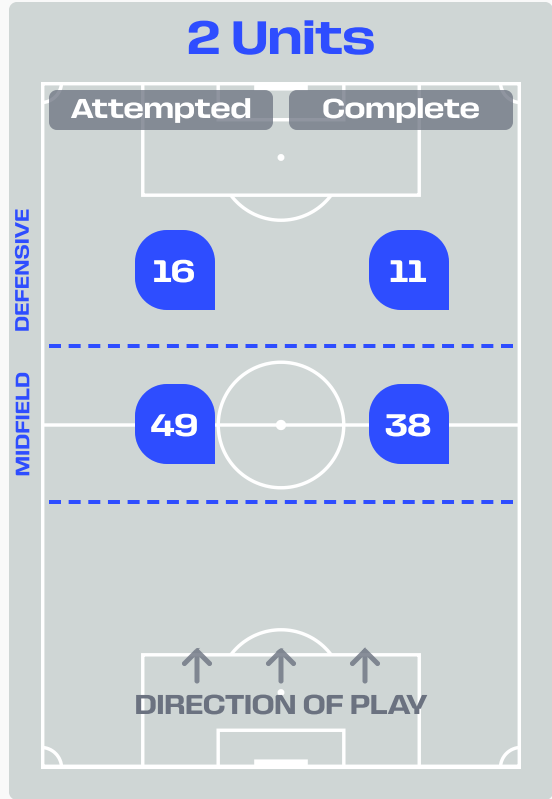 2 Units
Attempted Complete
DEFENSIVE
16 11
MIDFIELD
49 38
DIRECTION OF PLAY